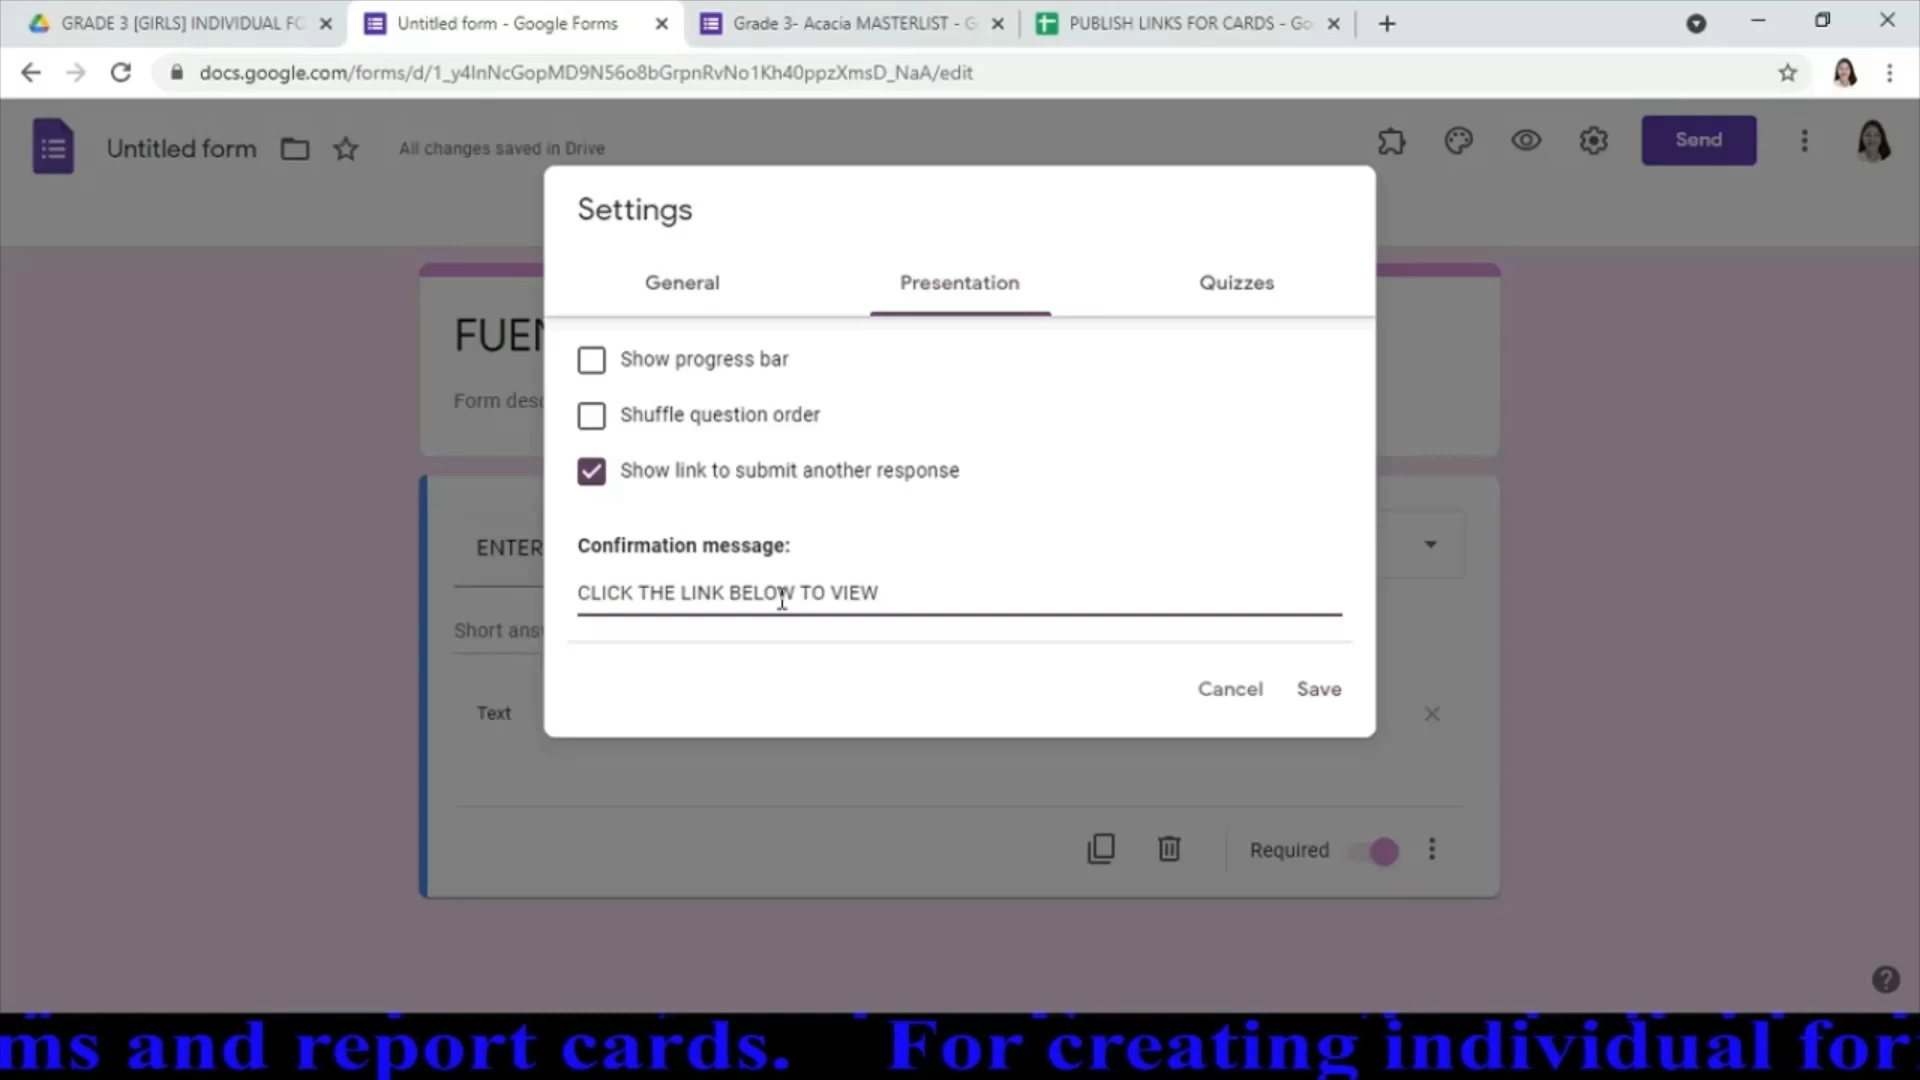 GRADE 3 [GIRLS] INDIVIDUAL FO
Untitled form - Google Forms
Grade 3- Acacia MASTERLIST - G
PUBLISH LINKS FOR CARDS - Go
docs.google.com/forms/d/1_y4lnNcGopMD9N56o8bGrpnRvNo1Kh40ppzXmsD_NaA/edit
Untitled form
All changes saved in Drive
Send
Settings
General
Presentation
Quizzes
FUEN
Form desc
Show progress bar
Shuffle question order
Show link to submit another response
ENTER
Confirmation message:
CLICK THE LINK BELOW TO VIEW
Short ans
Cancel
Save
Text
Required
ms and report cards. For creating individual for